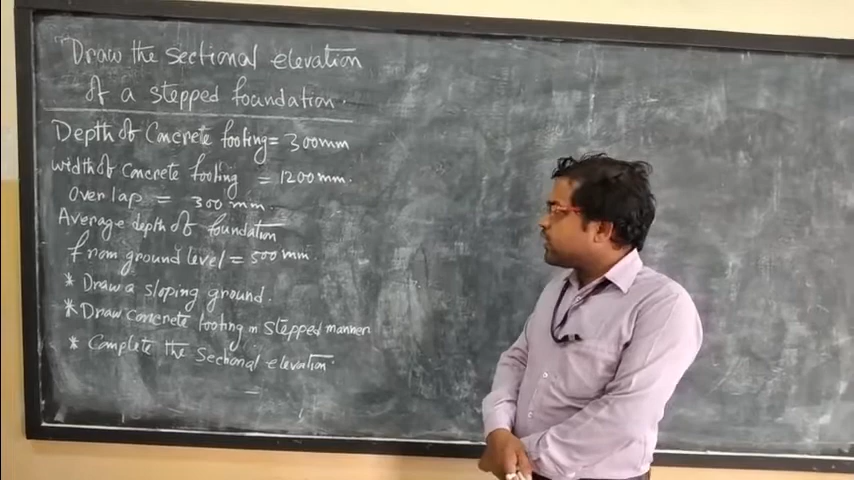 Draw the sectional elevation
of a stepped foundation.
Depth of Concrete footing = 300mm
width of concrete footing = 1200 mm.
Over lap = 300 mm.
Average depth of foundation
from ground level = 500 mm.
* Draw a sloping ground.
* Draw concrete footing in stepped manner
* Complete the Sectional elevation.